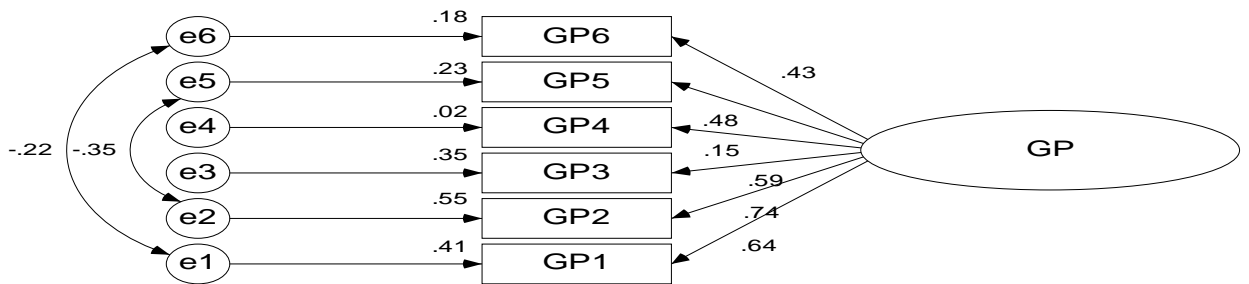 e6 .18 GP6
.43
e5 .23 GP5
e4 .02 GP4 .48
-.22 -.35 GP
e3 .35 GP3 .15
.59
e2 .55 GP2 .74
e1 .41 GP1 .64